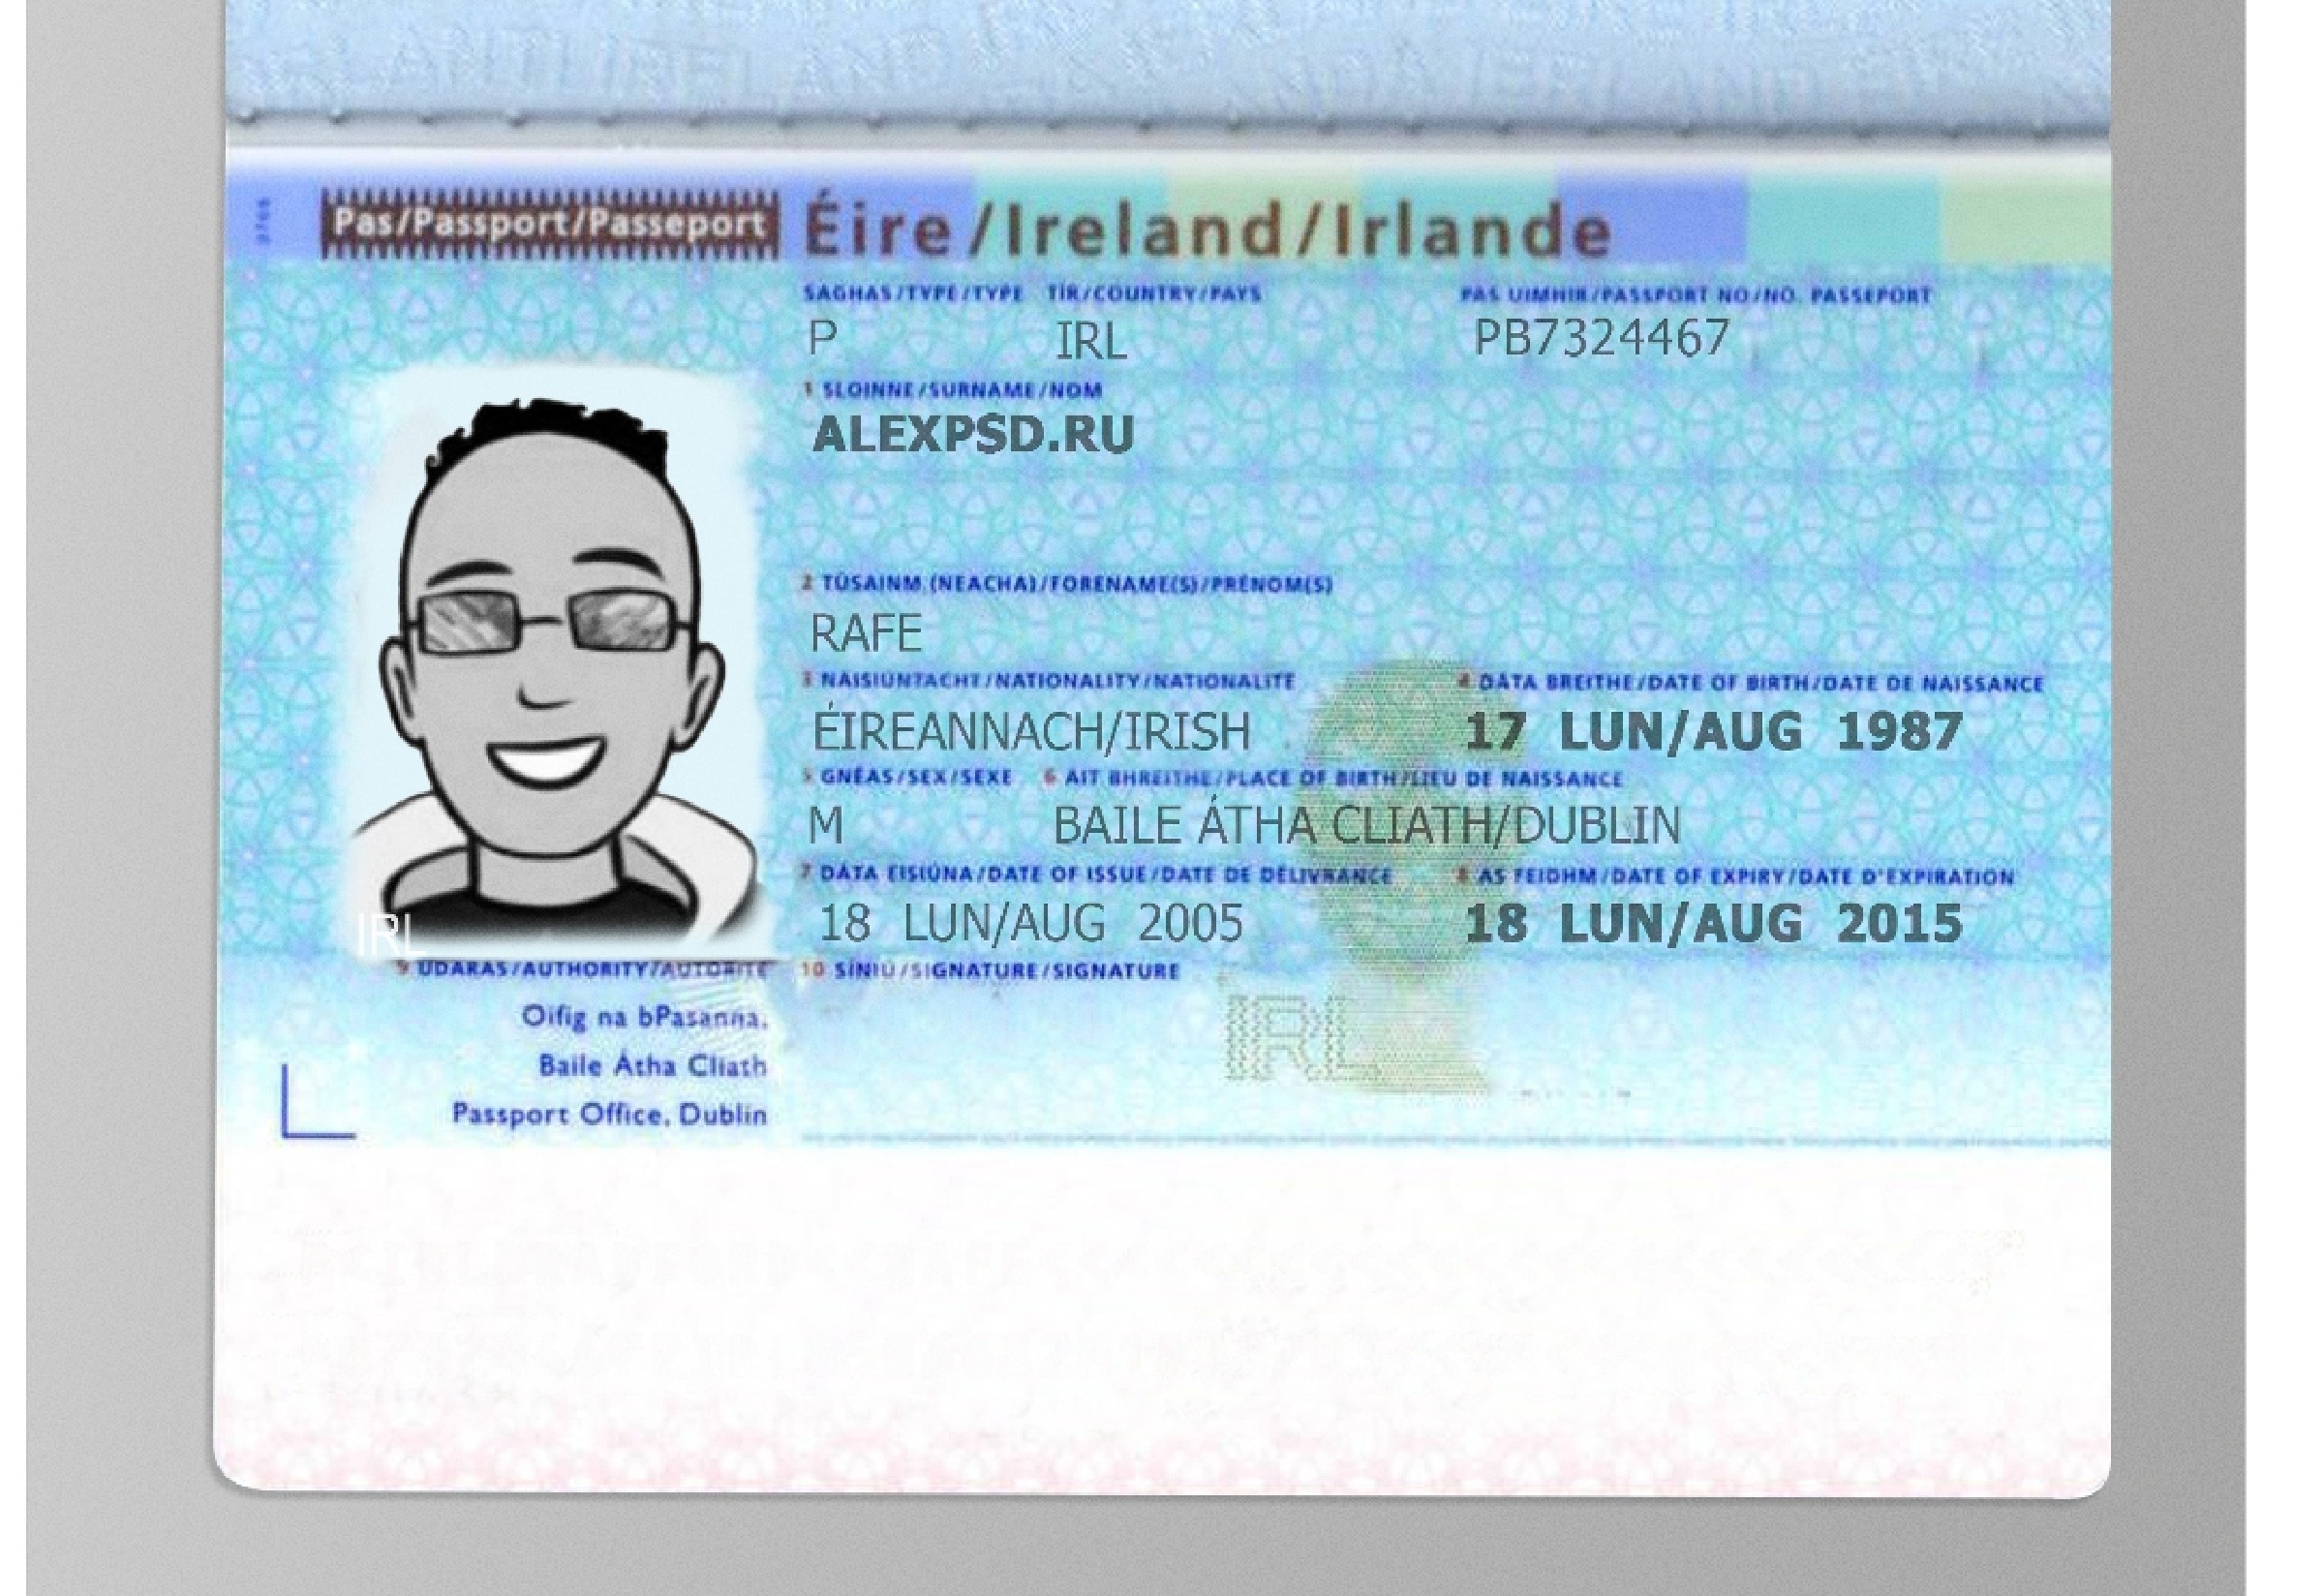 Pas/Passport/Passeport Éire/Ireland/Irlande
SAGHAS/TYPE/TYPE TÍR/COUNTRY/PAYS PAS UIMHIR/PASSPORT NO/NO. PASSEPORT
P IRL PB7324467
1 SLOINNE/SURNAME/NOM
ALEXPSD.RU
2 TÚSAINM(NEACHA)/FORENAME(S)/PRÉNOM(S)
RAFE
3 NÁISIÚNTACHT/NATIONALITY/NATIONALITÉ 4 DÁTA BREITHE/DATE OF BIRTH/DATE DE NAISSANCE
ÉIREANNACH/IRISH 17 LUN/AUG 1987
5 GNÉAS/SEX/SEXE 6 ÁIT BHREITHE/PLACE OF BIRTH/LIEU DE NAISSANCE
M BAILE ÁTHA CLIATH/DUBLIN
7 DÁTA EISIÚNA/DATE OF ISSUE/DATE DE DÉLIVRANCE 8 AS FEIDHM/DATE OF EXPIRY/DATE D'EXPIRATION
18 LUN/AUG 2005 18 LUN/AUG 2015
IRL
9 ÚDARÁS/AUTHORITY/AUTORITÉ 10 SÍNIÚ/SIGNATURE/SIGNATURE
Oifig na bPasanna,
Baile Átha Cliath
Passport Office, Dublin
IRL